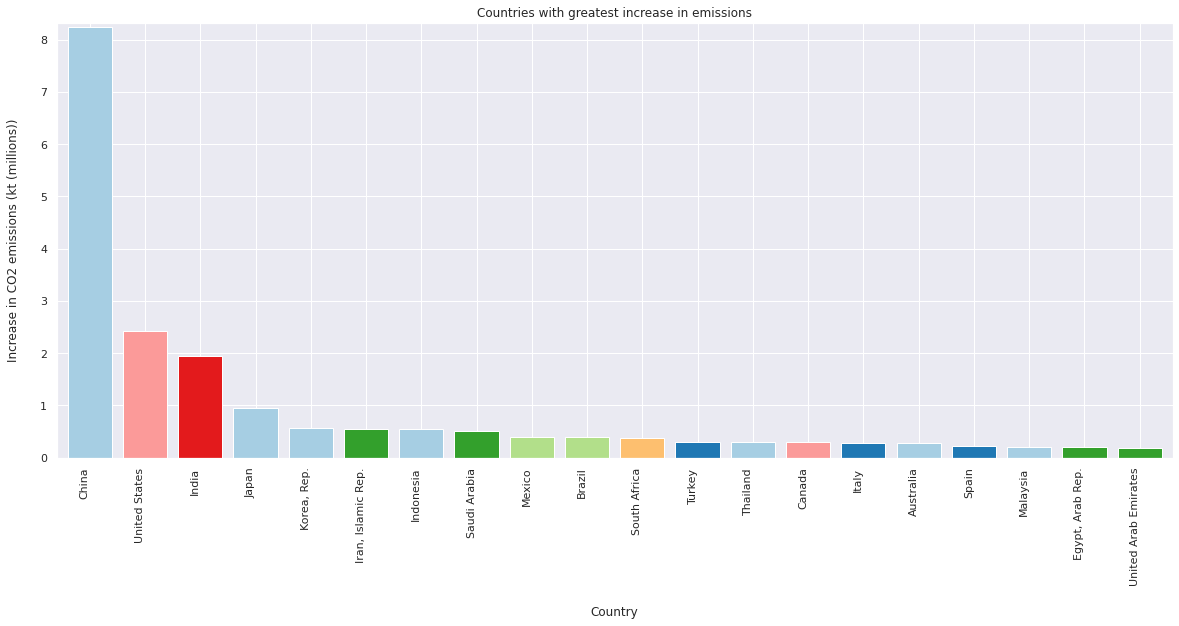 Countries with greatest increase in emissions
Increase in CO2 emissions (kt (millions))
8
7
6
5
4
3
2
1
0
China
United States
India
Japan
Korea, Rep.
Iran, Islamic Rep.
Indonesia
Saudi Arabia
Mexico
Brazil
South Africa
Turkey
Thailand
Canada
Italy
Australia
Spain
Malaysia
Egypt, Arab Rep.
United Arab Emirates
Country